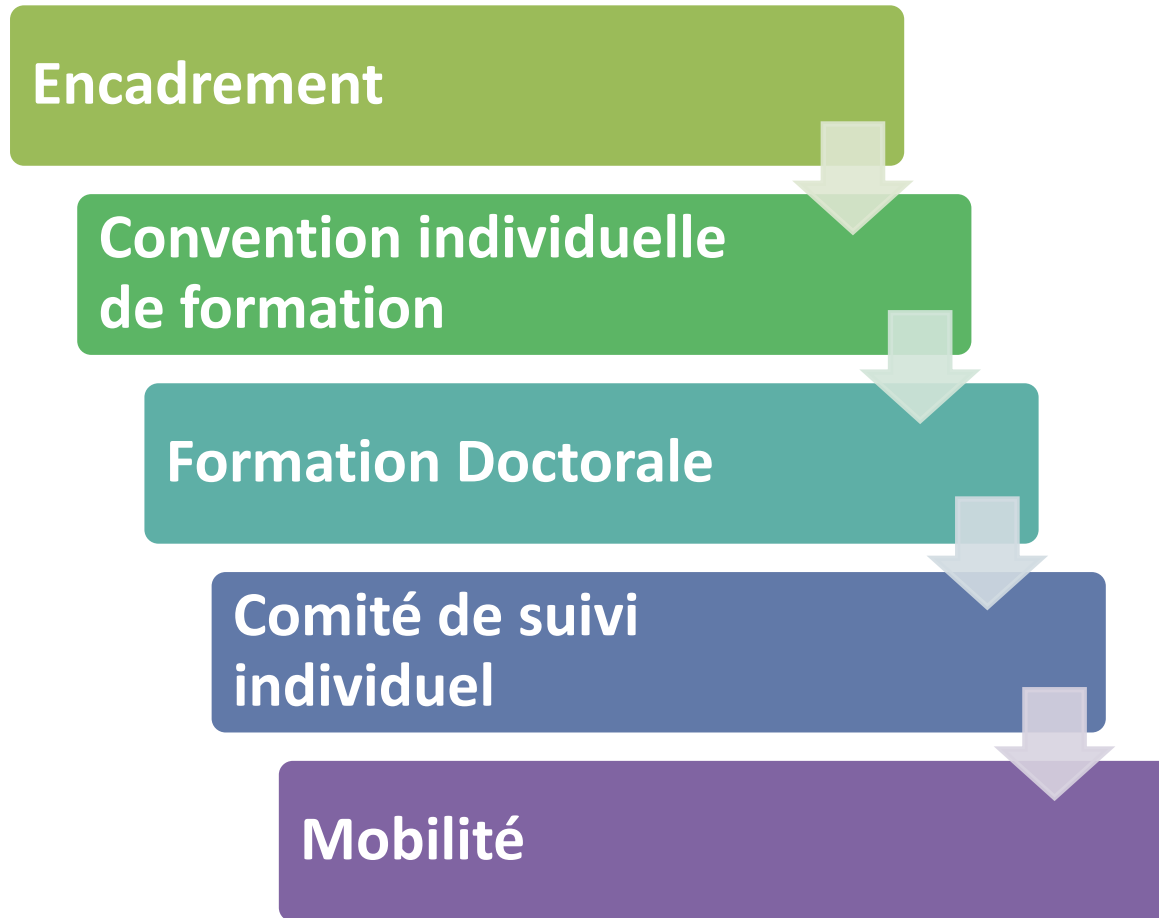 Encadrement
Convention individuelle
de formation
Formation Doctorale
Comité de suivi
individuel
Mobilité